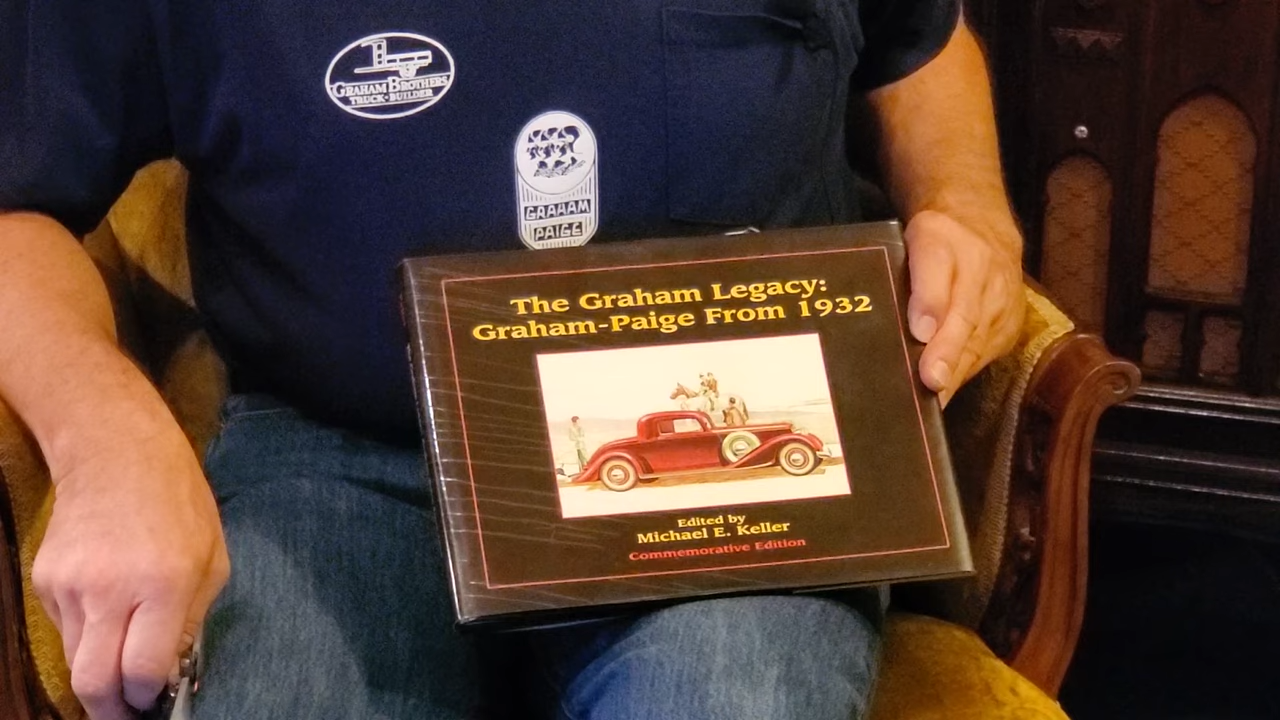 GRAHAM BROTHERS
TRUCK-BUILDER
GRAHAM
PAIGE
The Graham Legacy:
Graham-Paige From 1932
Edited by
Michael E. Keller
Commemorative Edition